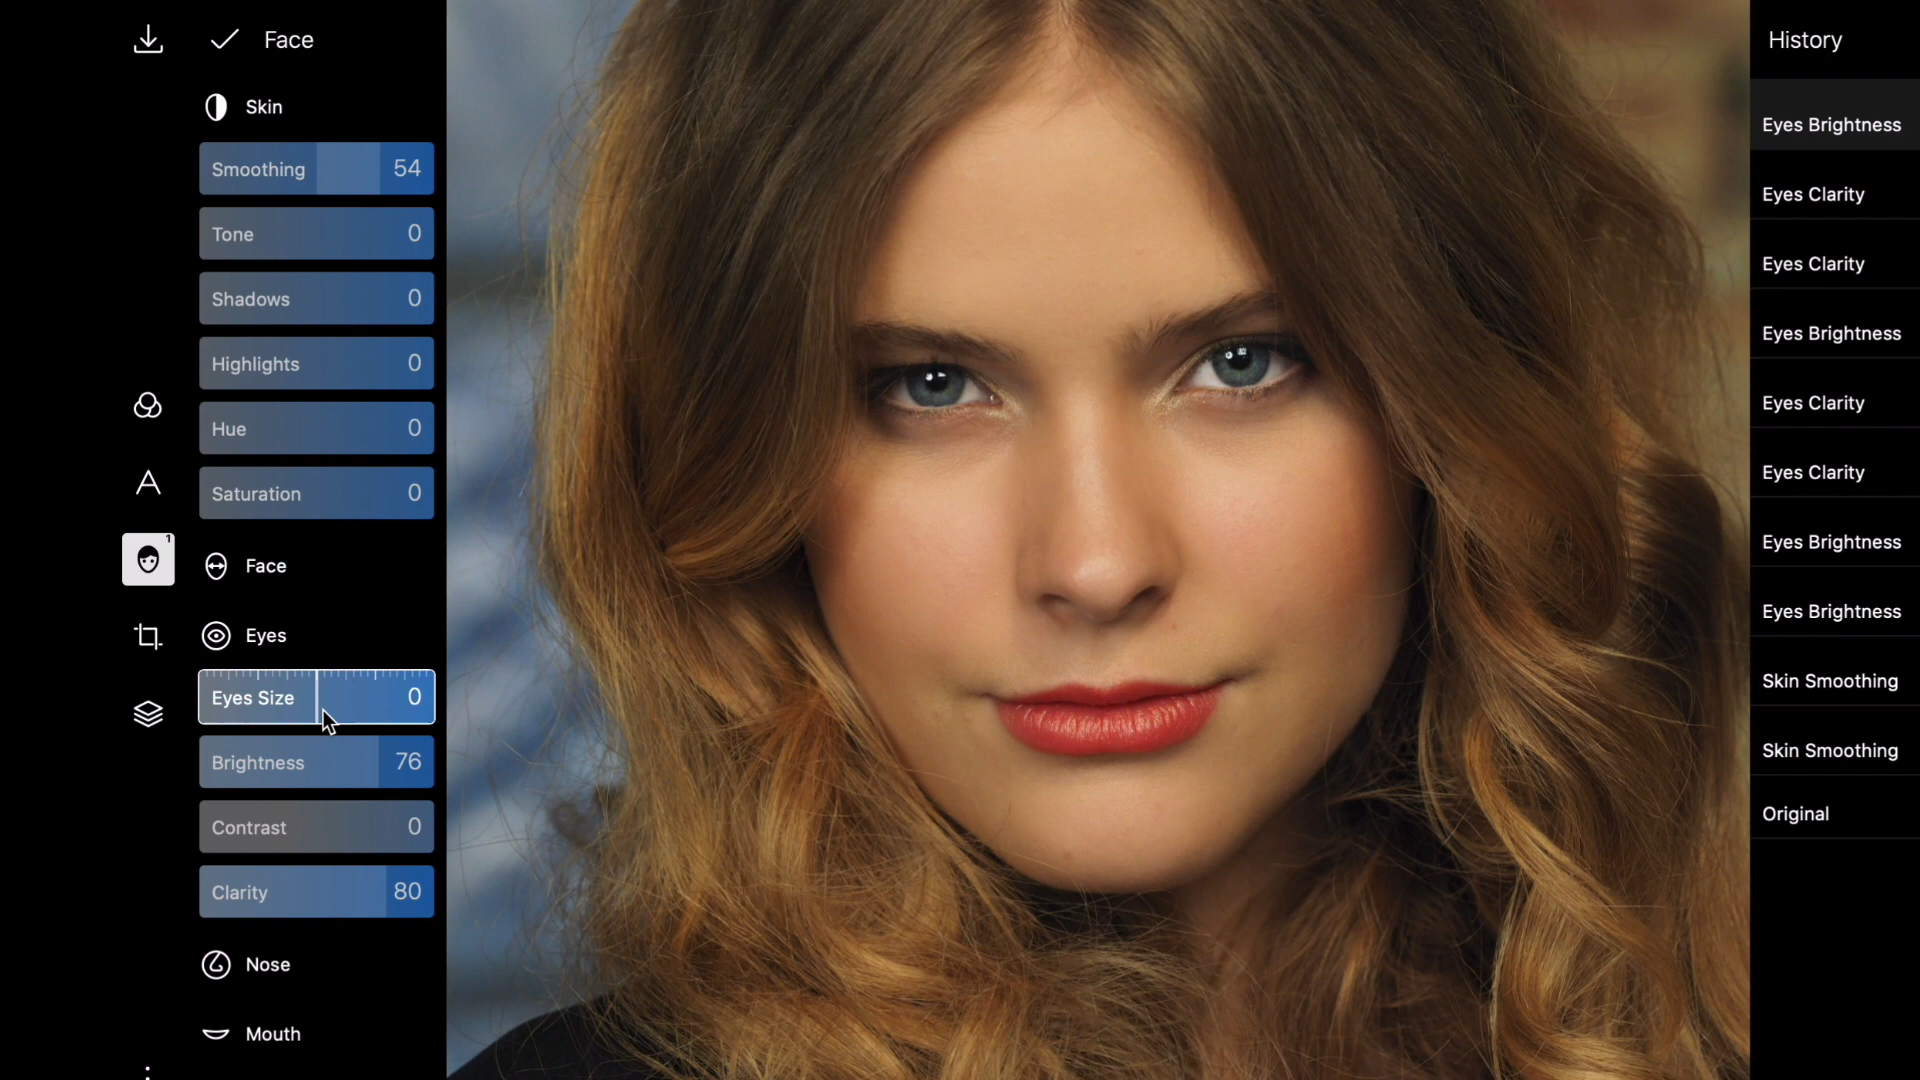 Face
Skin
Smoothing 54
Tone 0
Shadows 0
Highlights 0
Hue 0
Saturation 0
1
Face
Eyes
Eyes Size 0
Brightness 76
Contrast 0
Clarity 80
Nose
Mouth
History
Eyes Brightness
Eyes Clarity
Eyes Clarity
Eyes Brightness
Eyes Clarity
Eyes Clarity
Eyes Brightness
Eyes Brightness
Skin Smoothing
Skin Smoothing
Original